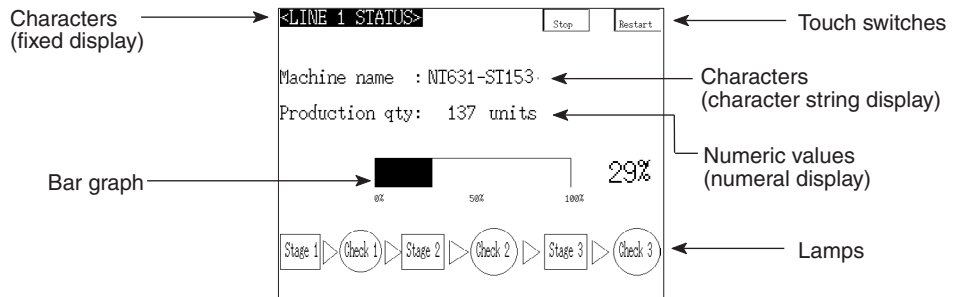 Characters
(fixed display)
<LINE 1 STATUS>
Stop
Restart
Touch switches
Machine name : NT631-ST153
Characters
(character string display)
Production qty: 137 units
Numeric values
(numeral display)
Bar graph
29%
0% 50% 100%
Stage 1 Check 1 Stage 2 Check 2 Stage 3 Check 3
Lamps